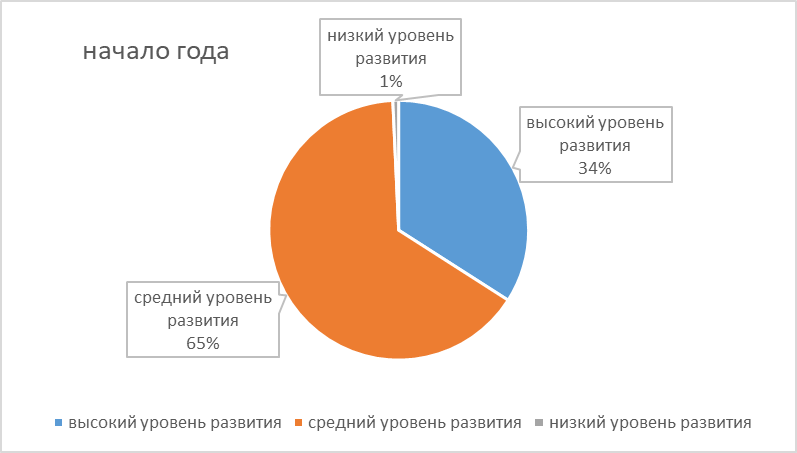 начало года
низкий уровень
развития
1%
высокий уровень
развития
34%
средний уровень
развития
65%
высокий уровень развития
средний уровень развития
низкий уровень развития